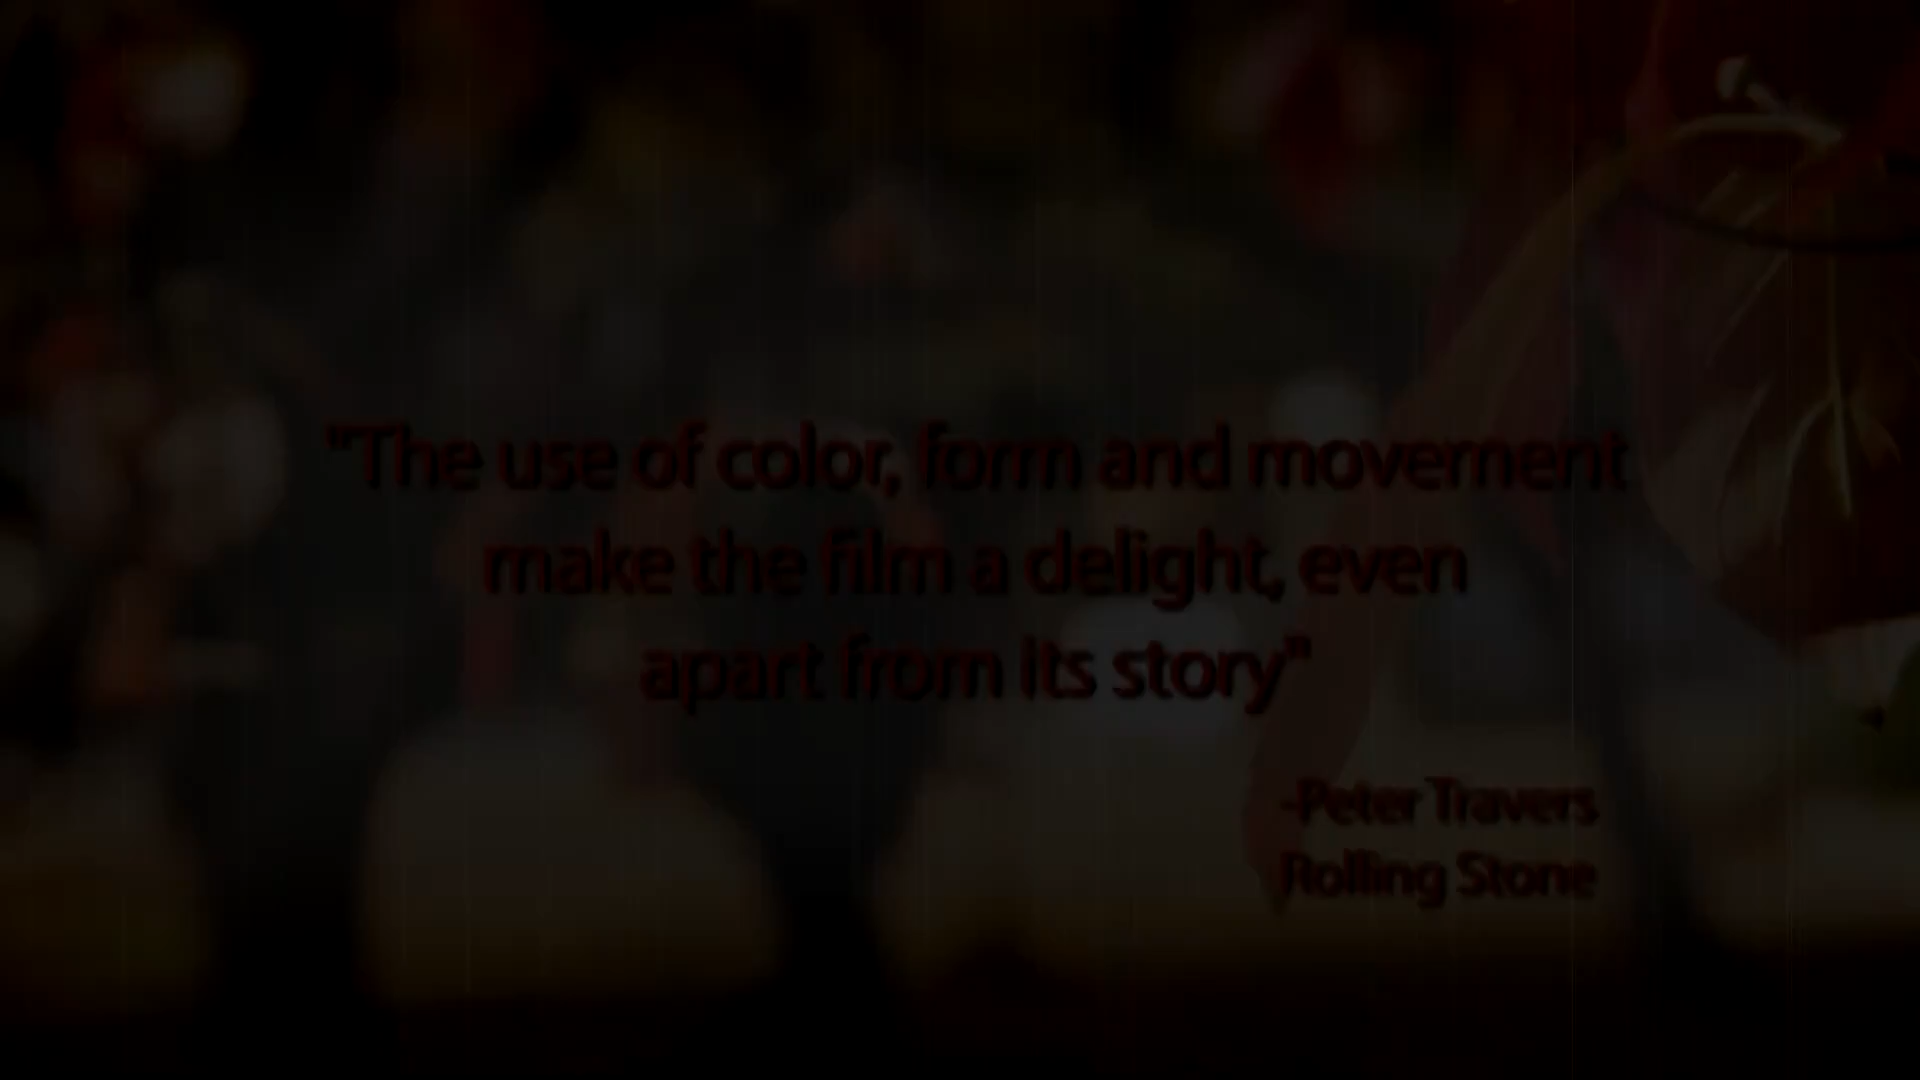 "The use of color, form and movement
make the film a delight, even
apart from its story"
-Peter Travers
Rolling Stone